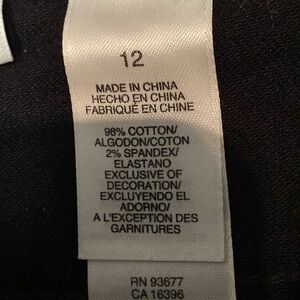 12
MADE IN CHINA
HECHO EN CHINA
FABRIQUÉ EN CHINE
98% COTTON/
ALGODON/COTON
2% SPANDEX/
ELASTANO
EXCLUSIVE OF
DECORATION/
EXCLUYENDO EL
ADORNO/
A L'EXCEPTION DES
GARNITURES
RN 93677
CA 16396